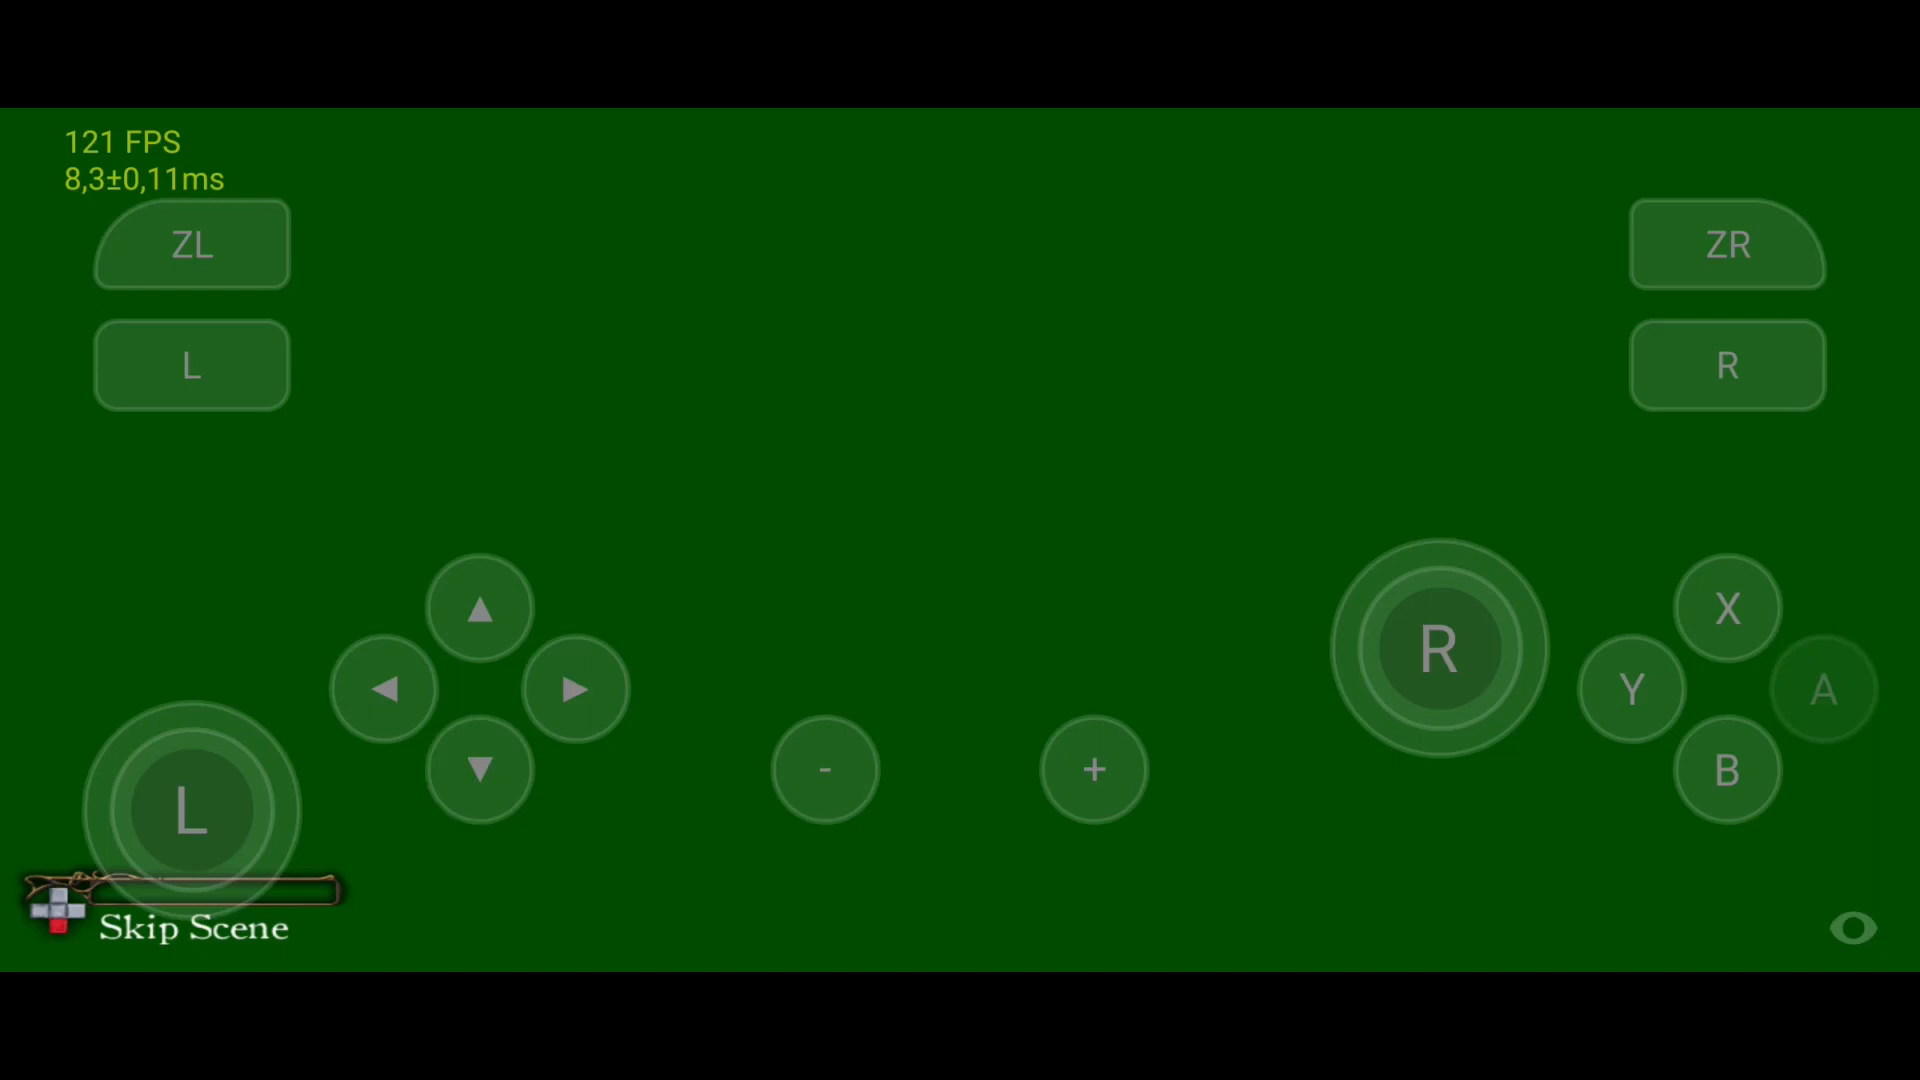 121 FPS
8,3±0,11ms
ZL
ZR
L
R
X
R
Y
A
-
+
B
L
Skip Scene